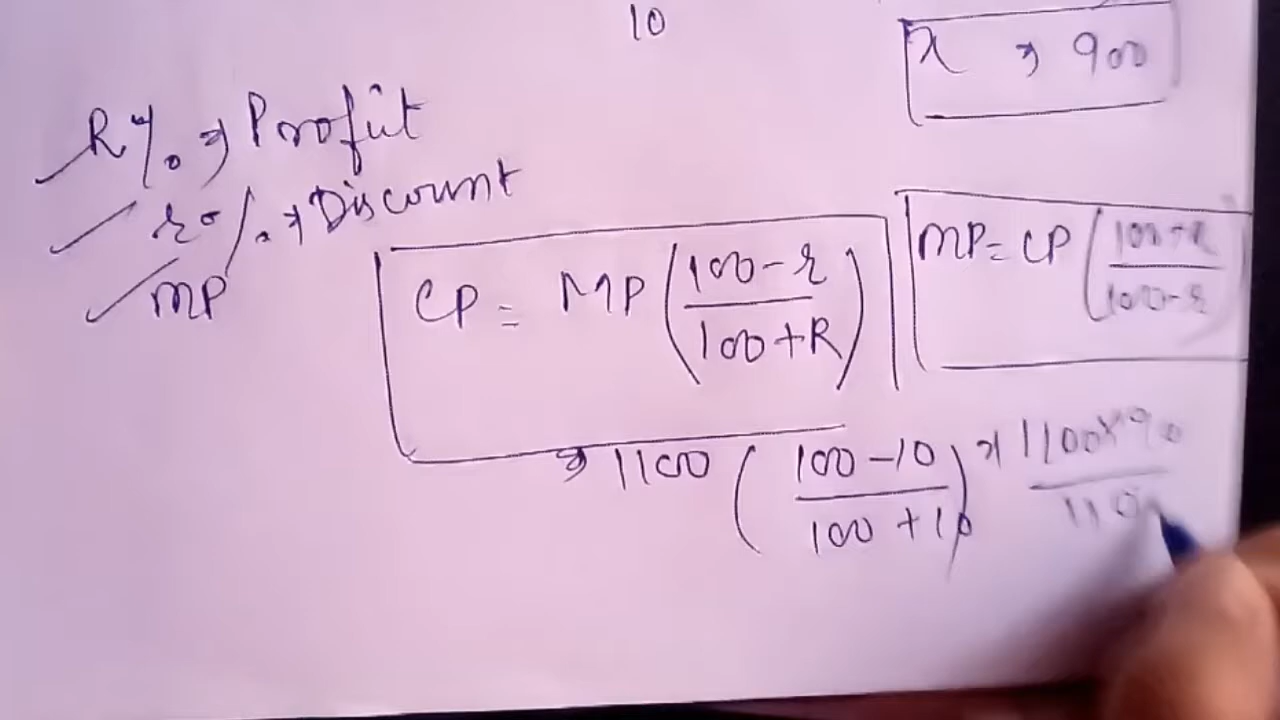 10
x ⇒ 900
R% ⇒ Profit
r% ⇒ Discount
MP
CP = MP (100-r / 100+R)
MP = CP (100+R / 100-r)
⇒ 1100 (100-10 / 100+10) ⇒ 1100×90 / 110